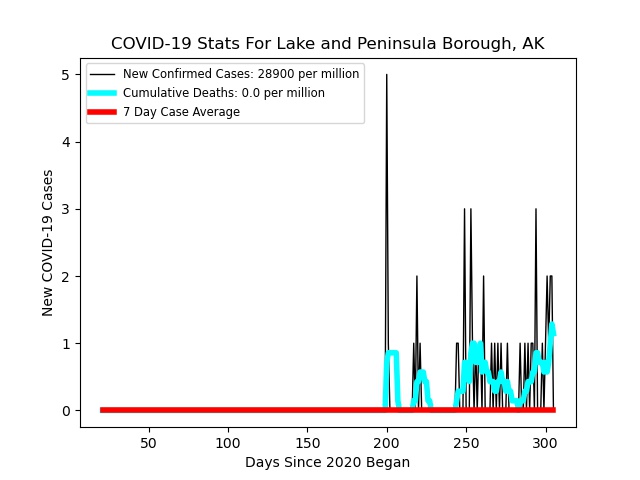 COVID-19 Stats For Lake and Peninsula Borough, AK
New Confirmed Cases: 28900 per million
Cumulative Deaths: 0.0 per million
7 Day Case Average
New COVID-19 Cases
5
4
3
2
1
0
50 100 150 200 250 300
Days Since 2020 Began